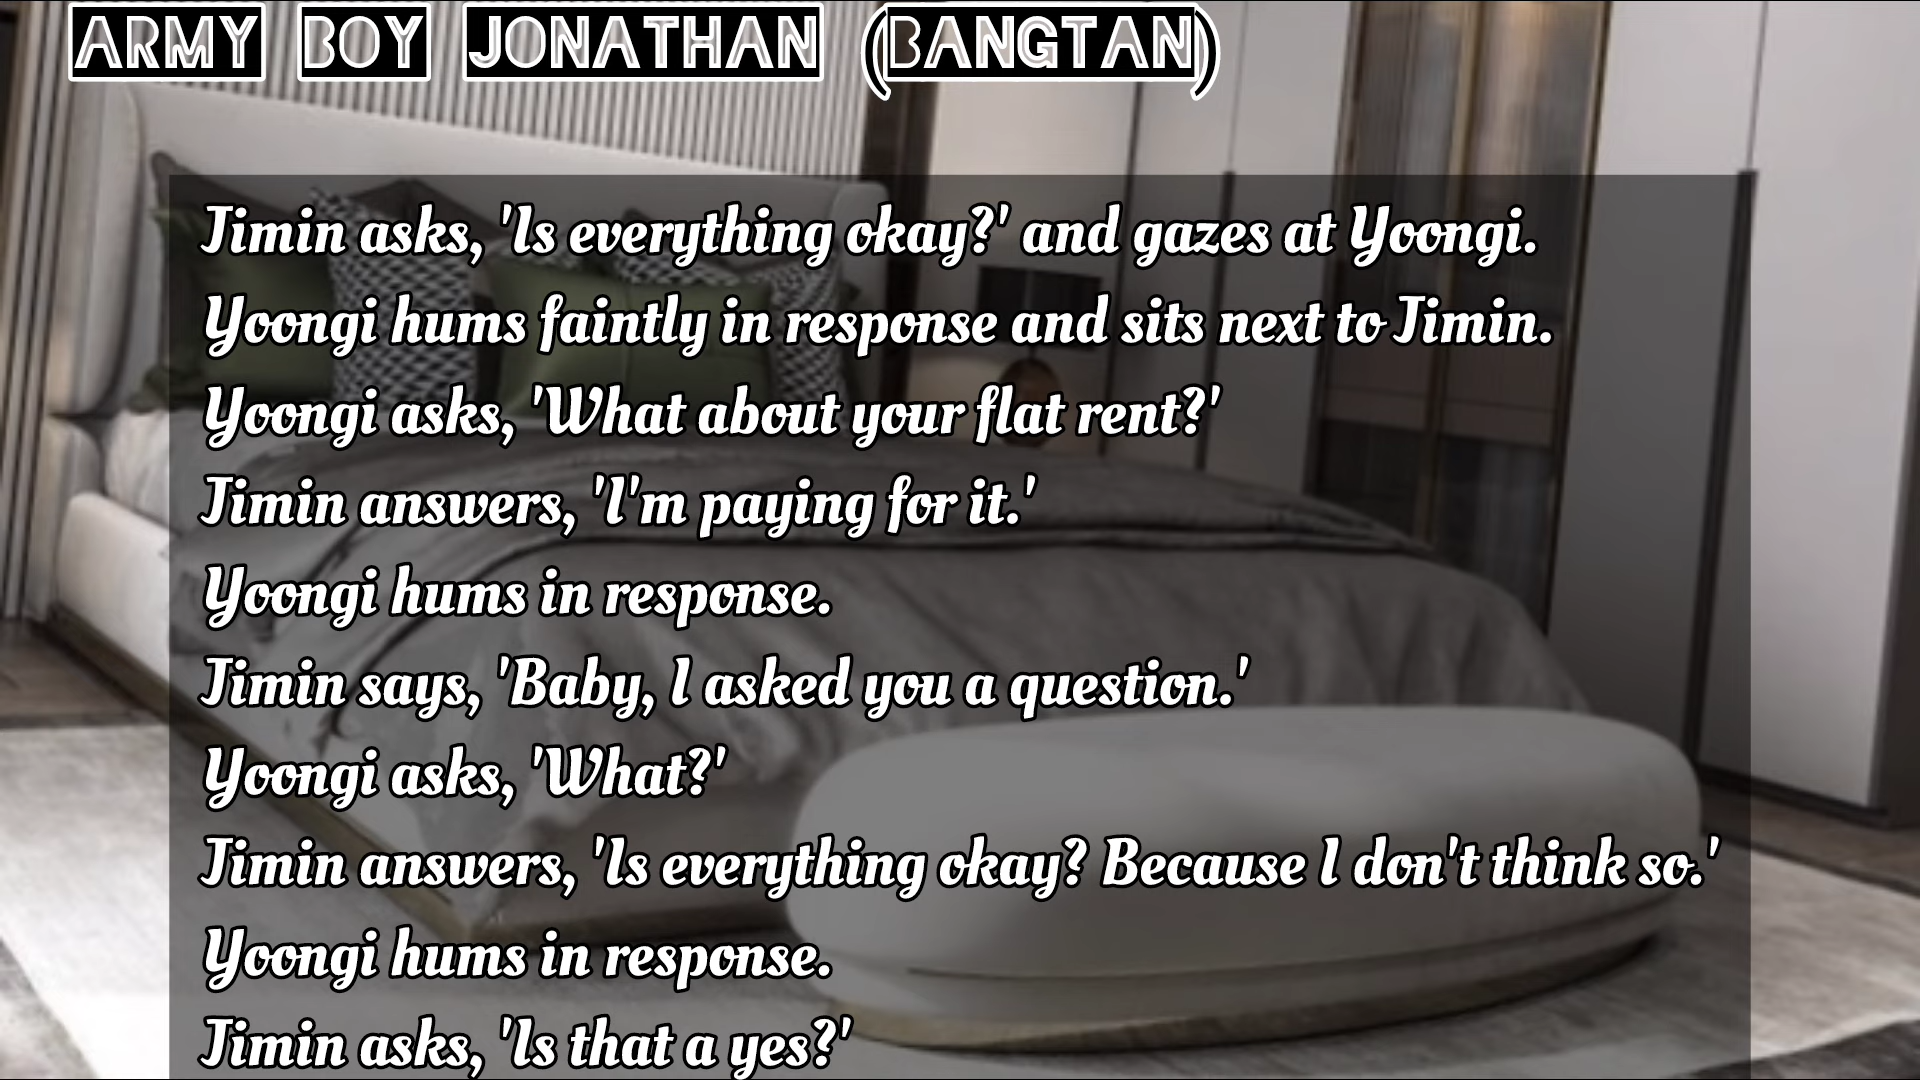 ARMY BOY JONATHAN (BANGTAN)
Jimin asks, 'Is everything okay?' and gazes at Yoongi.
Yoongi hums faintly in response and sits next to Jimin.
Yoongi asks, 'What about your flat rent?'
Jimin answers, 'I'm paying for it.'
Yoongi hums in response.
Jimin says, 'Baby, I asked you a question.'
Yoongi asks, 'What?'
Jimin answers, 'Is everything okay? Because I don't think so.'
Yoongi hums in response.
Jimin asks, 'Is that a yes?'